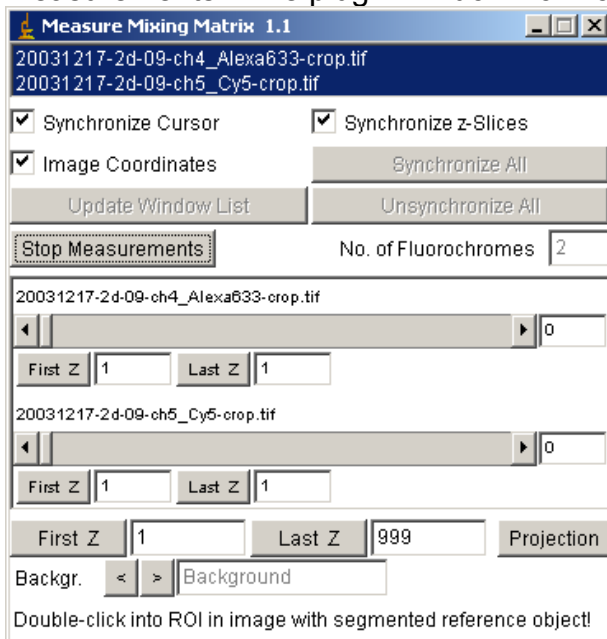 Measure Mixing Matrix 1.1
20031217-2d-09-ch4_Alexa633-crop.tif
20031217-2d-09-ch5_Cy5-crop.tif
Synchronize Cursor Synchronize z-Slices
Image Coordinates Synchronize All
Update Window List Unsynchronize All
Stop Measurements No. of Fluorochromes 2
20031217-2d-09-ch4_Alexa633-crop.tif
0
First Z 1 Last Z 1
20031217-2d-09-ch5_Cy5-crop.tif
0
First Z 1 Last Z 1
First Z 1 Last Z 999 Projection
Backgr. < > Background
Double-click into ROI in image with segmented reference object!